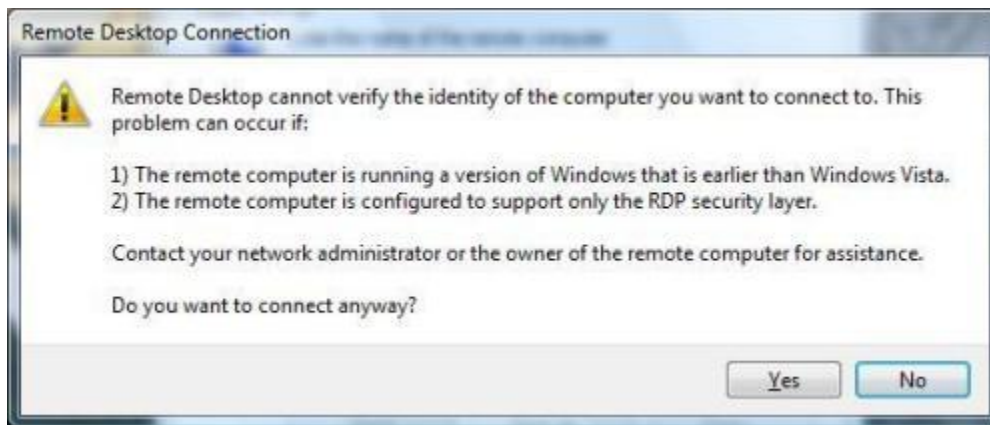 Remote Desktop Connection
Remote Desktop cannot verify the identity of the computer you want to connect to. This
problem can occur if:
1) The remote computer is running a version of Windows that is earlier than Windows Vista.
2) The remote computer is configured to support only the RDP security layer.
Contact your network administrator or the owner of the remote computer for assistance.
Do you want to connect anyway?
Yes No